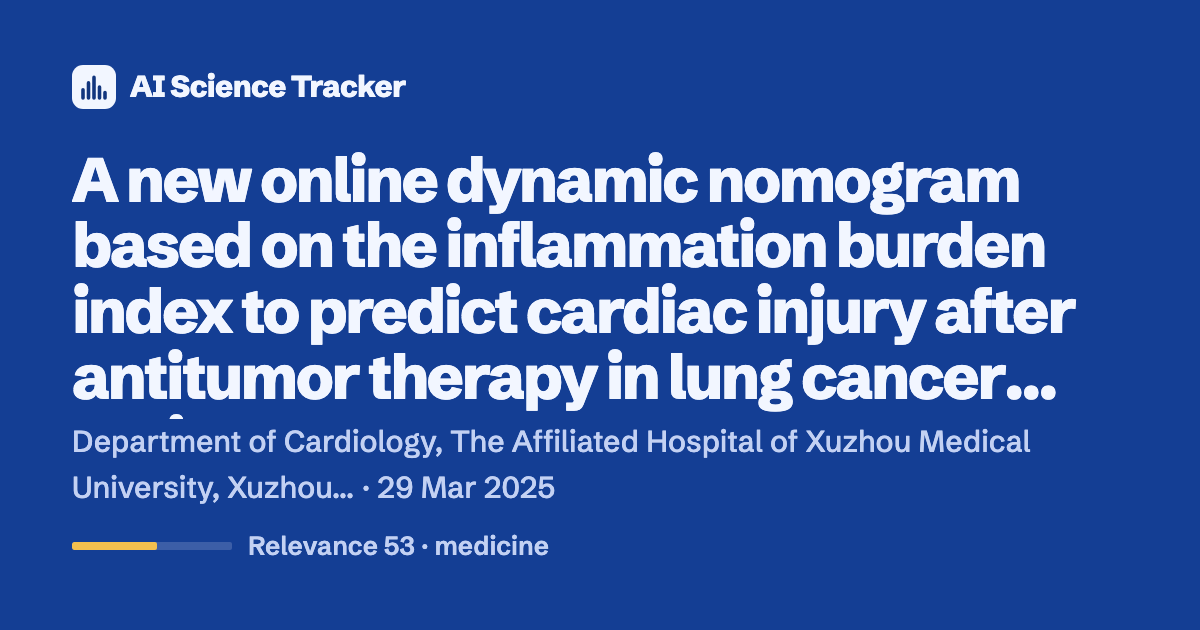 AI Science Tracker
A new online dynamic nomogram
based on the inflammation burden
index to predict cardiac injury after
antitumor therapy in lung cancer...
Department of Cardiology, The Affiliated Hospital of Xuzhou Medical
University, Xuzhou... · 29 Mar 2025
Relevance 53 · medicine